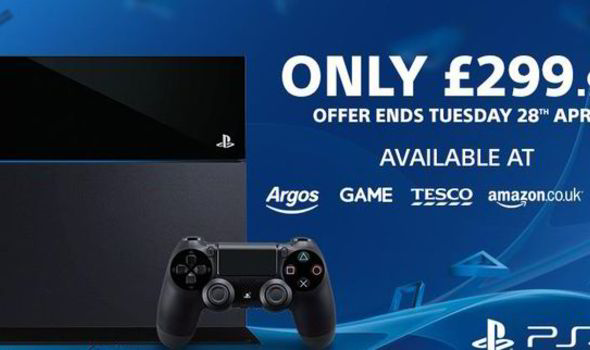 ONLY £299.
OFFER ENDS TUESDAY 28TH APR
AVAILABLE AT
Argos GAME TESCO amazon.co.uk
PS